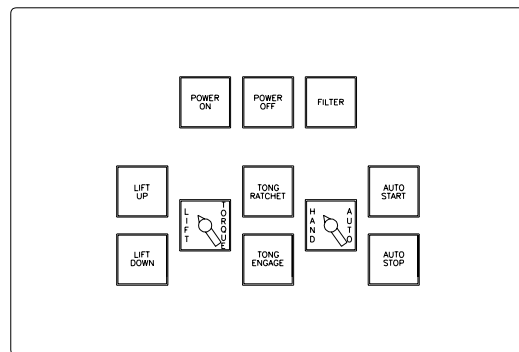 POWER
ON
POWER
OFF
FILTER
LIFT
UP
TONG
RATCHET
AUTO
START
LIFT
TORQUE
HAND
AUTO
LIFT
DOWN
TONG
ENGAGE
AUTO
STOP